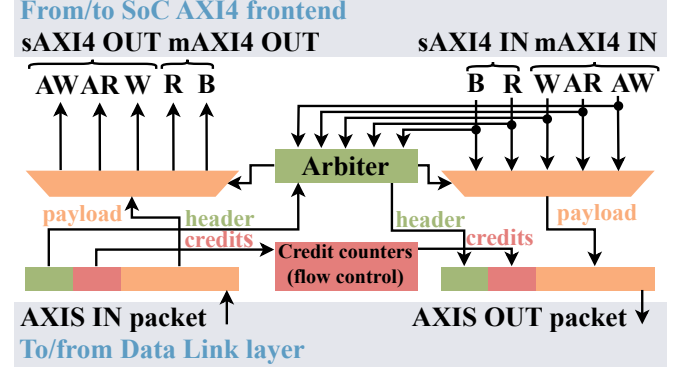 From/to SoC AXI4 frontend
sAXI4 OUT mAXI4 OUT
sAXI4 IN mAXI4 IN
AW AR W R B
B R W AR AW
Arbiter
payload
header
credits
header
credits
payload
Credit counters
(flow control)
AXIS IN packet
AXIS OUT packet
To/from Data Link layer